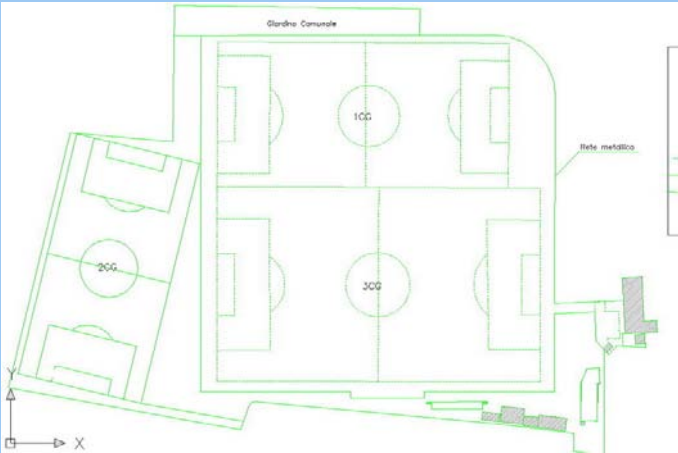 Giardino Comunale
1CG
Rete metallica
2CG
3CG
Y
X